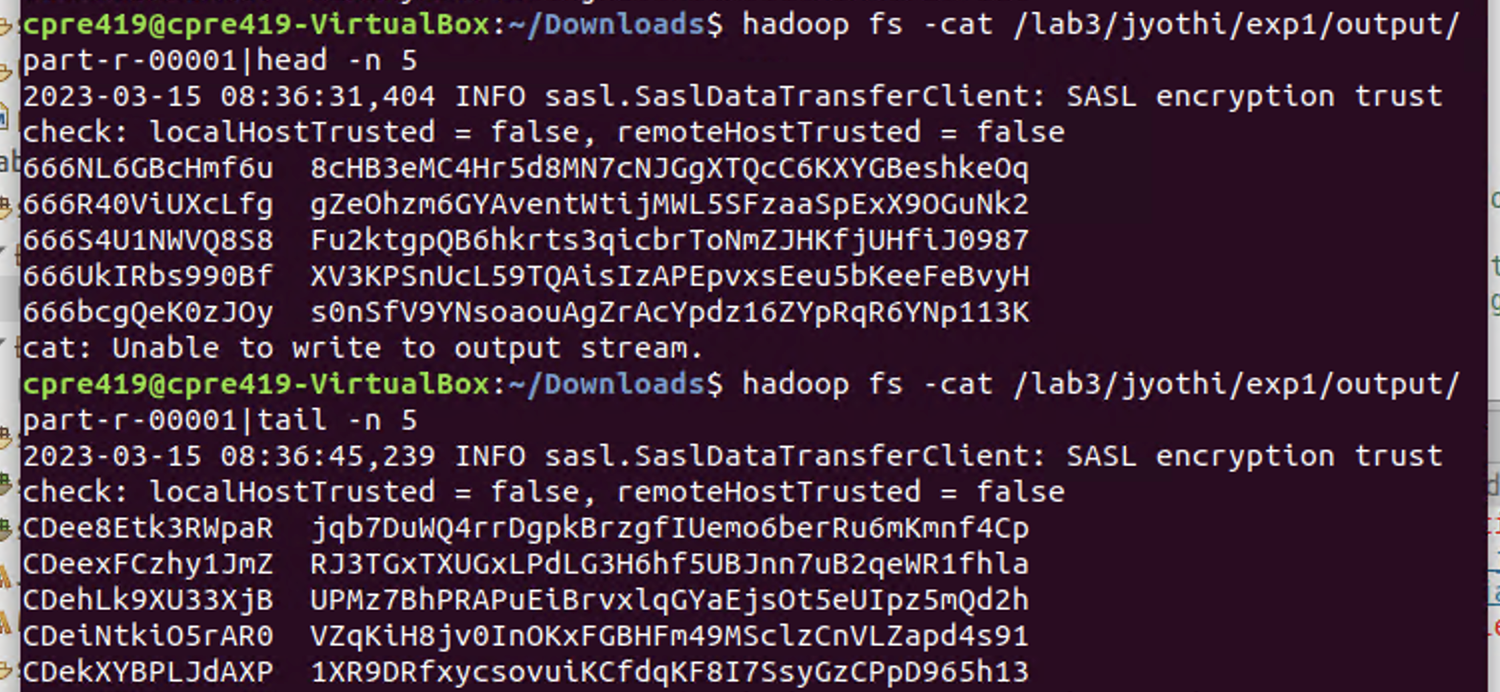 cpre419@cpre419-VirtualBox:~/Downloads$ hadoop fs -cat /lab3/jyothi/exp1/output/
part-r-00001|head -n 5
2023-03-15 08:36:31,404 INFO sasl.SaslDataTransferClient: SASL encryption trust
check: localHostTrusted = false, remoteHostTrusted = false
666NL6GBcHmf6u  8cHB3eMC4Hr5d8MN7cNJGgXTQcC6KXYGBeshkeOq
666R40ViUXcLfg  gZeOhzm6GYAventWtijMWL5SFzaaSpExX9OGuNk2
666S4U1NWVQ8S8  Fu2ktgpQB6hkrts3qicbrToNmZJHKfjUHfiJ0987
666UkIRbs990Bf  XV3KPSnUcL59TQAisIzAPEpvxsEeu5bKeeFeBvyH
666bcgQeK0zJOy  s0nSfV9YNsoaouAgZrAcYpdz16ZYpRqR6YNp113K
cat: Unable to write to output stream.
cpre419@cpre419-VirtualBox:~/Downloads$ hadoop fs -cat /lab3/jyothi/exp1/output/
part-r-00001|tail -n 5
2023-03-15 08:36:45,239 INFO sasl.SaslDataTransferClient: SASL encryption trust
check: localHostTrusted = false, remoteHostTrusted = false
CDee8Etk3RWpaR  jqb7DuWQ4rrDgpkBrzgfIUemo6berRu6mKmnf4Cp
CDeexFCzhy1JmZ  RJ3TGxTXUGxLPdLG3H6hf5UBJnn7uB2qeWR1fhla
CDehLk9XU33XjB  UPMz7BhPRAPuEiBrvxlqGYaEjsOt5eUIpz5mQd2h
CDeiNtkiO5rAR0  VZqKiH8jv0InOKxFGBHFm49MSclzCnVLZapd4s91
CDekXYBPLJdAXP  1XR9DRfxycsovuiKCfdqKF8I7SsyGzCPpD965h13